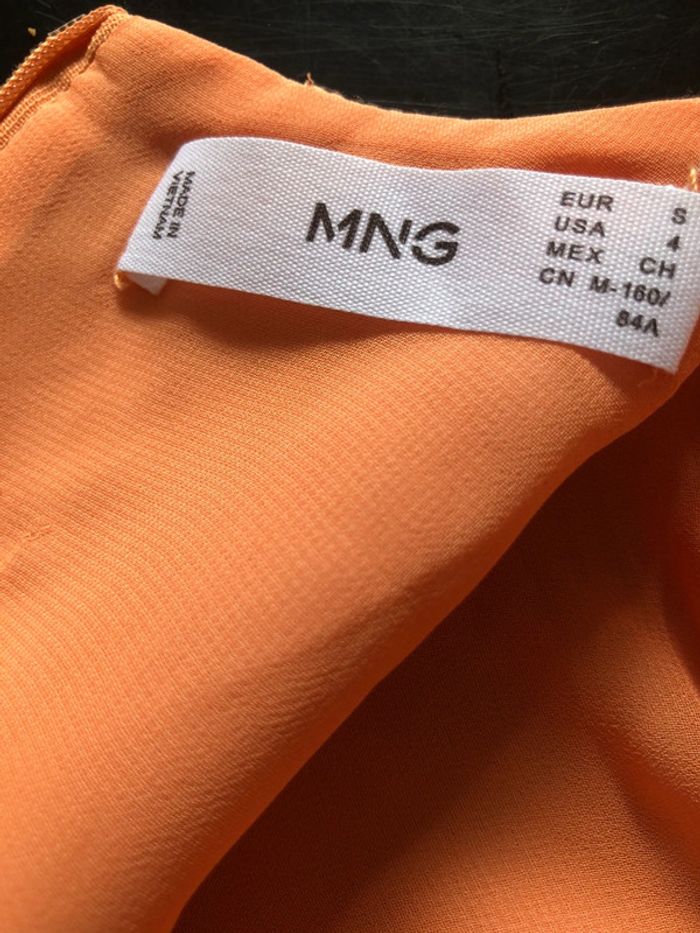 MADE IN
VIETNAM
MNG
EUR S
USA 4
MEX CH
CN M-160/
84A